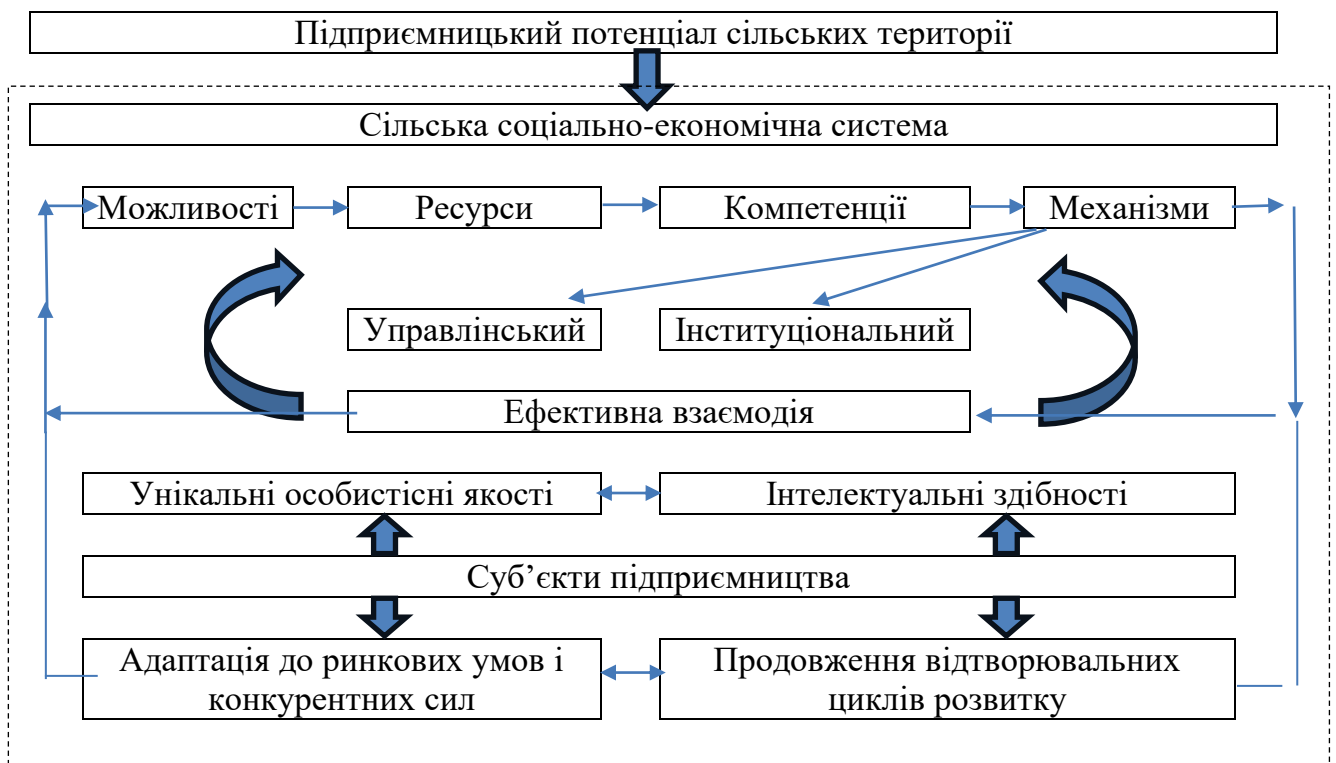 Підприємницький потенціал сільських території
Сільська соціально-економічна система
Можливості
Ресурси
Компетенції
Механізми
Управлінський
Інституціональний
Ефективна взаємодія
Унікальні особистісні якості
Інтелектуальні здібності
Суб’єкти підприємництва
Адаптація до ринкових умов і
конкурентних сил
Продовження відтворювальних
циклів розвитку